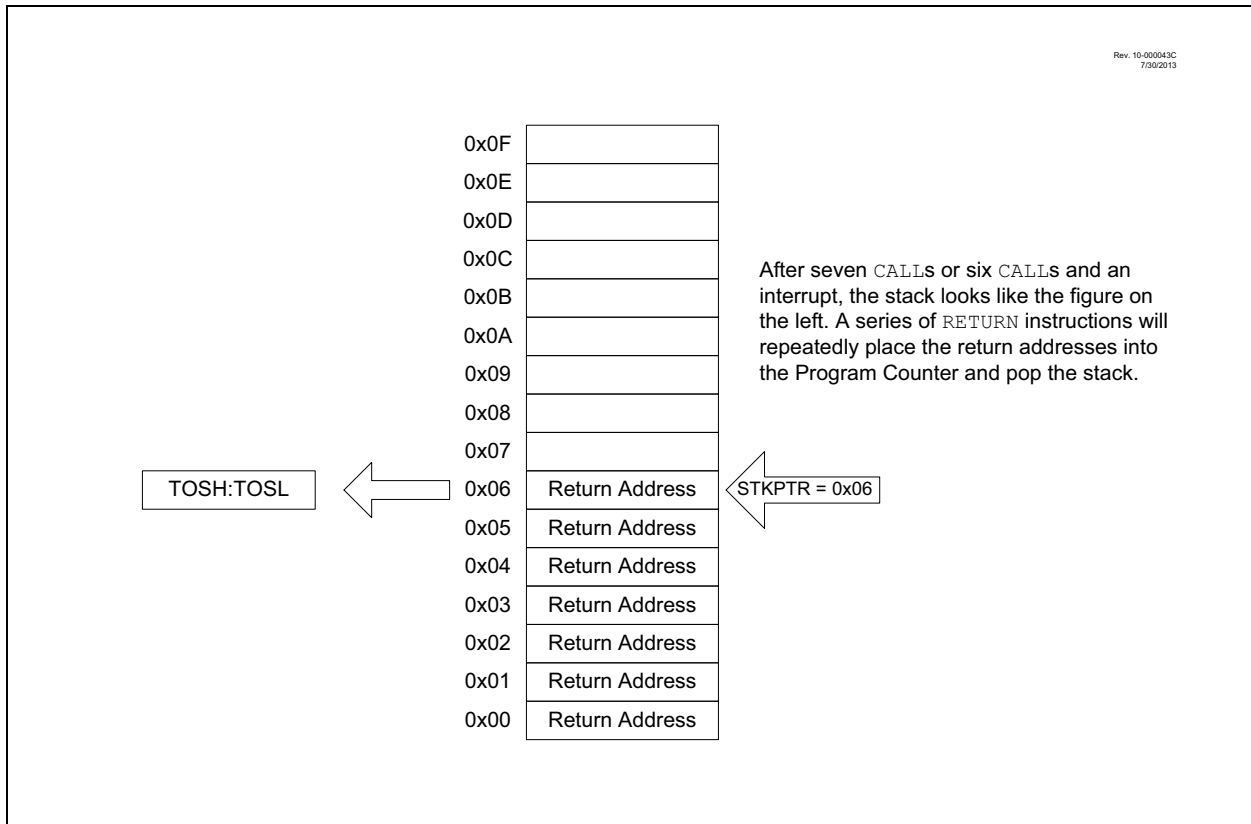 Rev. 10-000043C
7/30/2013
0x0F
0x0E
0x0D
0x0C
0x0B
0x0A
0x09
0x08
0x07
After seven CALLs or six CALLs and an
interrupt, the stack looks like the figure on
the left. A series of RETURN instructions will
repeatedly place the return addresses into
the Program Counter and pop the stack.
TOSH:TOSL
0x06 Return Address
STKPTR = 0x06
0x05 Return Address
0x04 Return Address
0x03 Return Address
0x02 Return Address
0x01 Return Address
0x00 Return Address